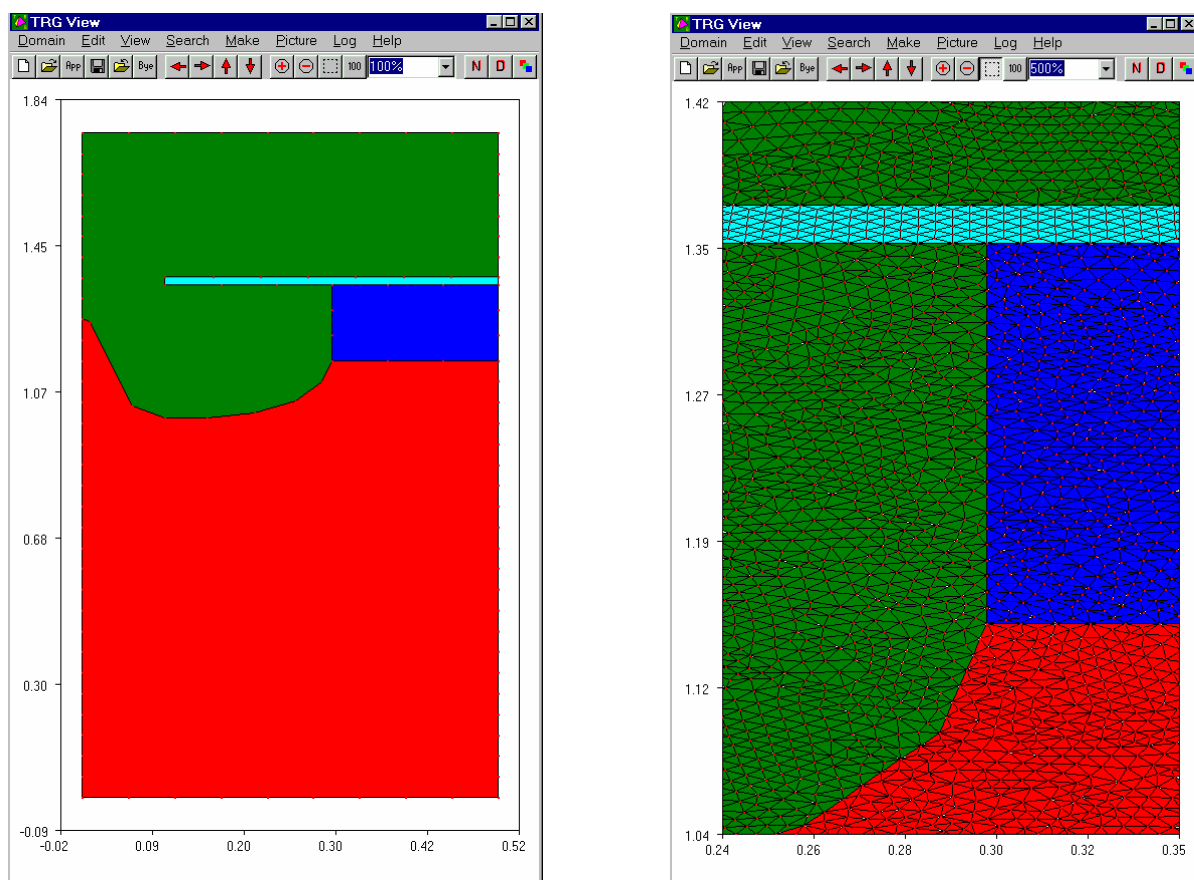 TRG View
Domain Edit View Search Make Picture Log Help
App Bye 100 100% N D
1.84
1.45
1.07
0.68
0.30
-0.09
-0.02 0.09 0.20 0.30 0.42 0.52
TRG View
Domain Edit View Search Make Picture Log Help
App Bye 100 500% N D
1.42
1.35
1.27
1.19
1.12
1.04
0.24 0.26 0.28 0.30 0.32 0.35